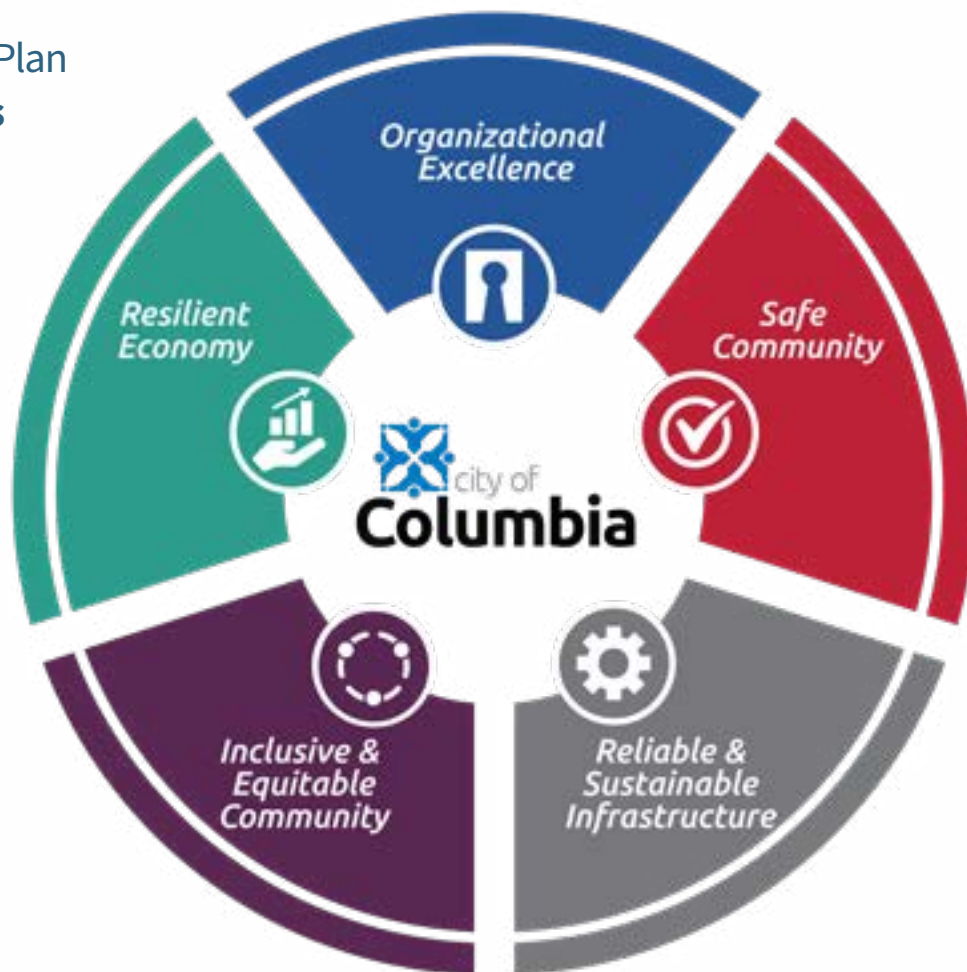 Plan
s
Organizational
Excellence
Safe
Community
Reliable &
Sustainable
Infrastructure
Inclusive &
Equitable
Community
Resilient
Economy
city of
Columbia